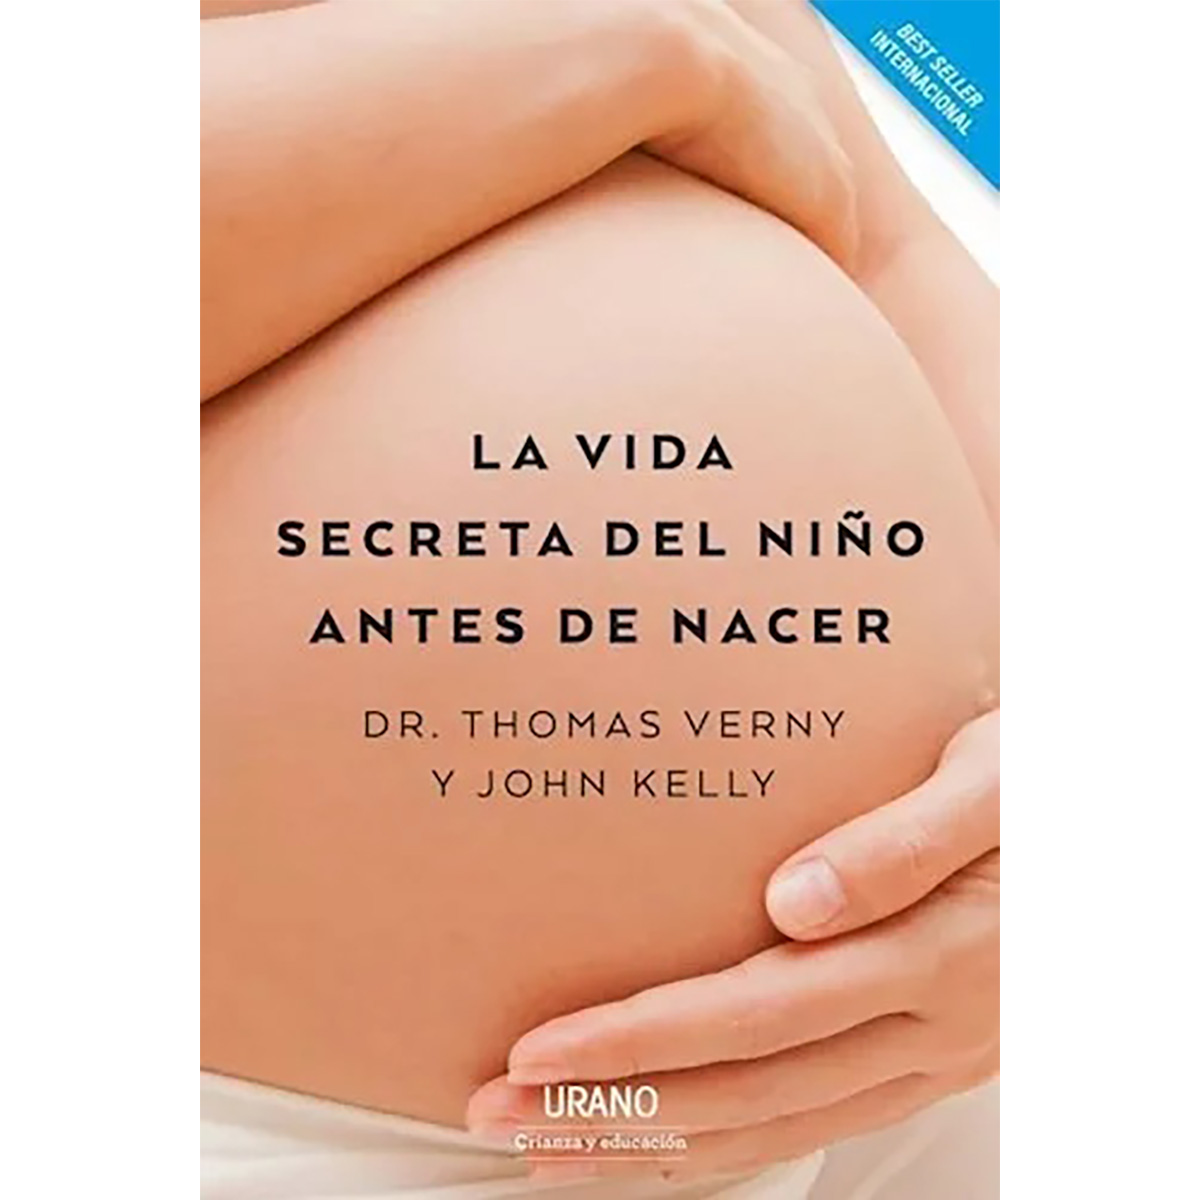 BEST SELLER
INTERNACIONAL
LA VIDA
SECRETA DEL NIÑO
ANTES DE NACER
DR. THOMAS VERNY
Y JOHN KELLY
URANO
Crianza y educación